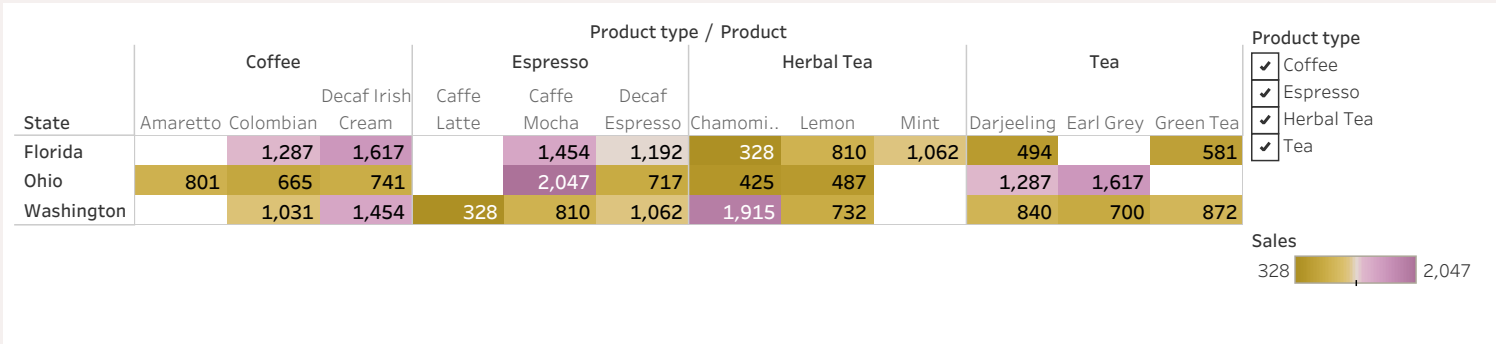 Product type / Product
Coffee Espresso Herbal Tea Tea
Decaf Irish Caffe Caffe Decaf
State Amaretto Colombian Cream Latte Mocha Espresso Chamomi.. Lemon Mint Darjeeling Earl Grey Green Tea
Florida 1,287 1,617 1,454 1,192 328 810 1,062 494 581
Ohio 801 665 741 2,047 717 425 487 1,287 1,617
Washington 1,031 1,454 328 810 1,062 1,915 732 840 700 872
Product type
Coffee
Espresso
Herbal Tea
Tea
Sales
328 2,047